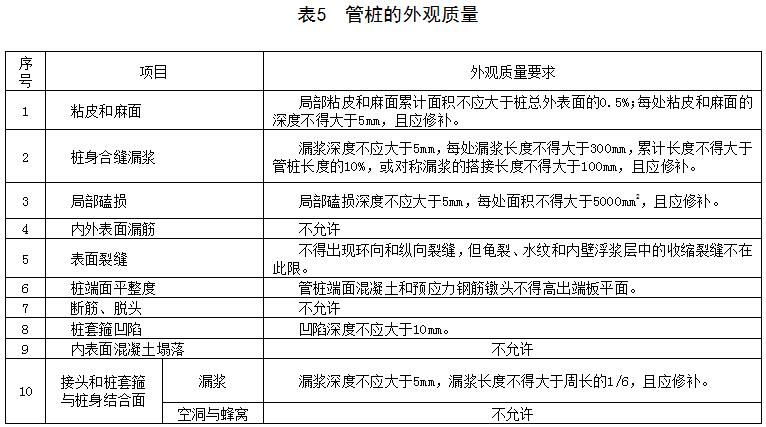 表5 管桩的外观质量
序号 项目 外观质量要求
1 粘皮和麻面 局部粘皮和麻面累计面积不应大于桩总外表面的0.5%；每处粘皮和麻面的
深度不得大于5mm，且应修补。
2 桩身合缝漏浆 漏浆深度不应大于5mm，每处漏浆长度不得大于300mm，累计长度不得大于
管桩长度的10%，或对称漏浆的搭接长度不得大于100mm，且应修补。
3 局部磕损 局部磕损深度不应大于5mm，每处面积不得大于5000mm²，且应修补。
4 内外表面漏筋 不允许
5 表面裂缝 不得出现环向和纵向裂缝，但龟裂、水纹和内壁浮浆层中的收缩裂缝不在
此限。
6 桩端面平整度 管桩端面混凝土和预应力钢筋镦头不得高出端板平面。
7 断筋、脱头 不允许
8 桩套箍凹陷 凹陷深度不应大于10mm。
9 内表面混凝土塌落 不允许
10 接头和桩套箍
与桩身结合面 漏浆 漏浆深度不应大于5mm，漏浆长度不得大于周长的1/6，且应修补。
空洞与蜂窝 不允许